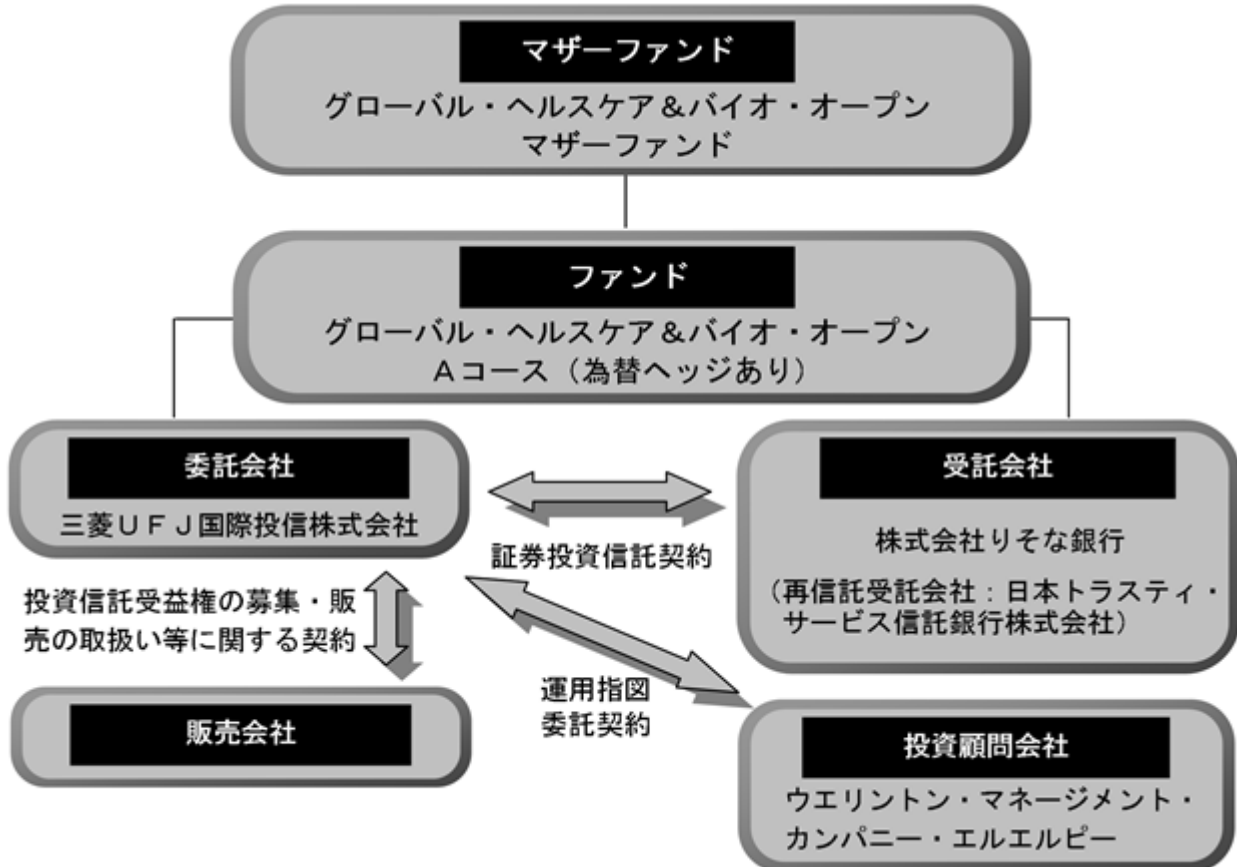 マザーファンド
グローバル・ヘルスケア＆バイオ・オープン
マザーファンド
ファンド
グローバル・ヘルスケア＆バイオ・オープン
Ａコース（為替ヘッジあり）
委託会社
三菱ＵＦＪ国際投信株式会社
受託会社
株式会社りそな銀行
（再信託受託会社：日本トラスティ・
サービス信託銀行株式会社）
証券投資信託契約
投資信託受益権の募集・販
売の取扱い等に関する契約
運用指図
委託契約
販売会社
投資顧問会社
ウエリントン・マネージメント・
カンパニー・エルエルピー